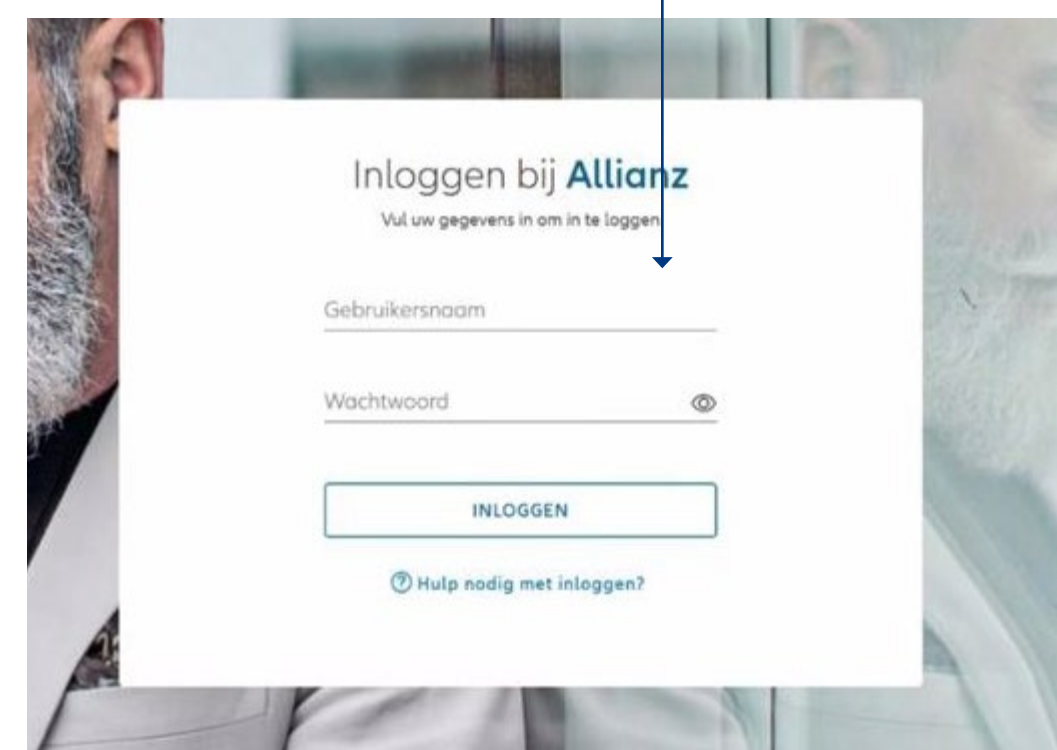 Inloggen bij Allianz
Vul uw gegevens in om in te loggen
Gebruikersnaam
Wachtwoord
INLOGGEN
Hulp nodig met inloggen?